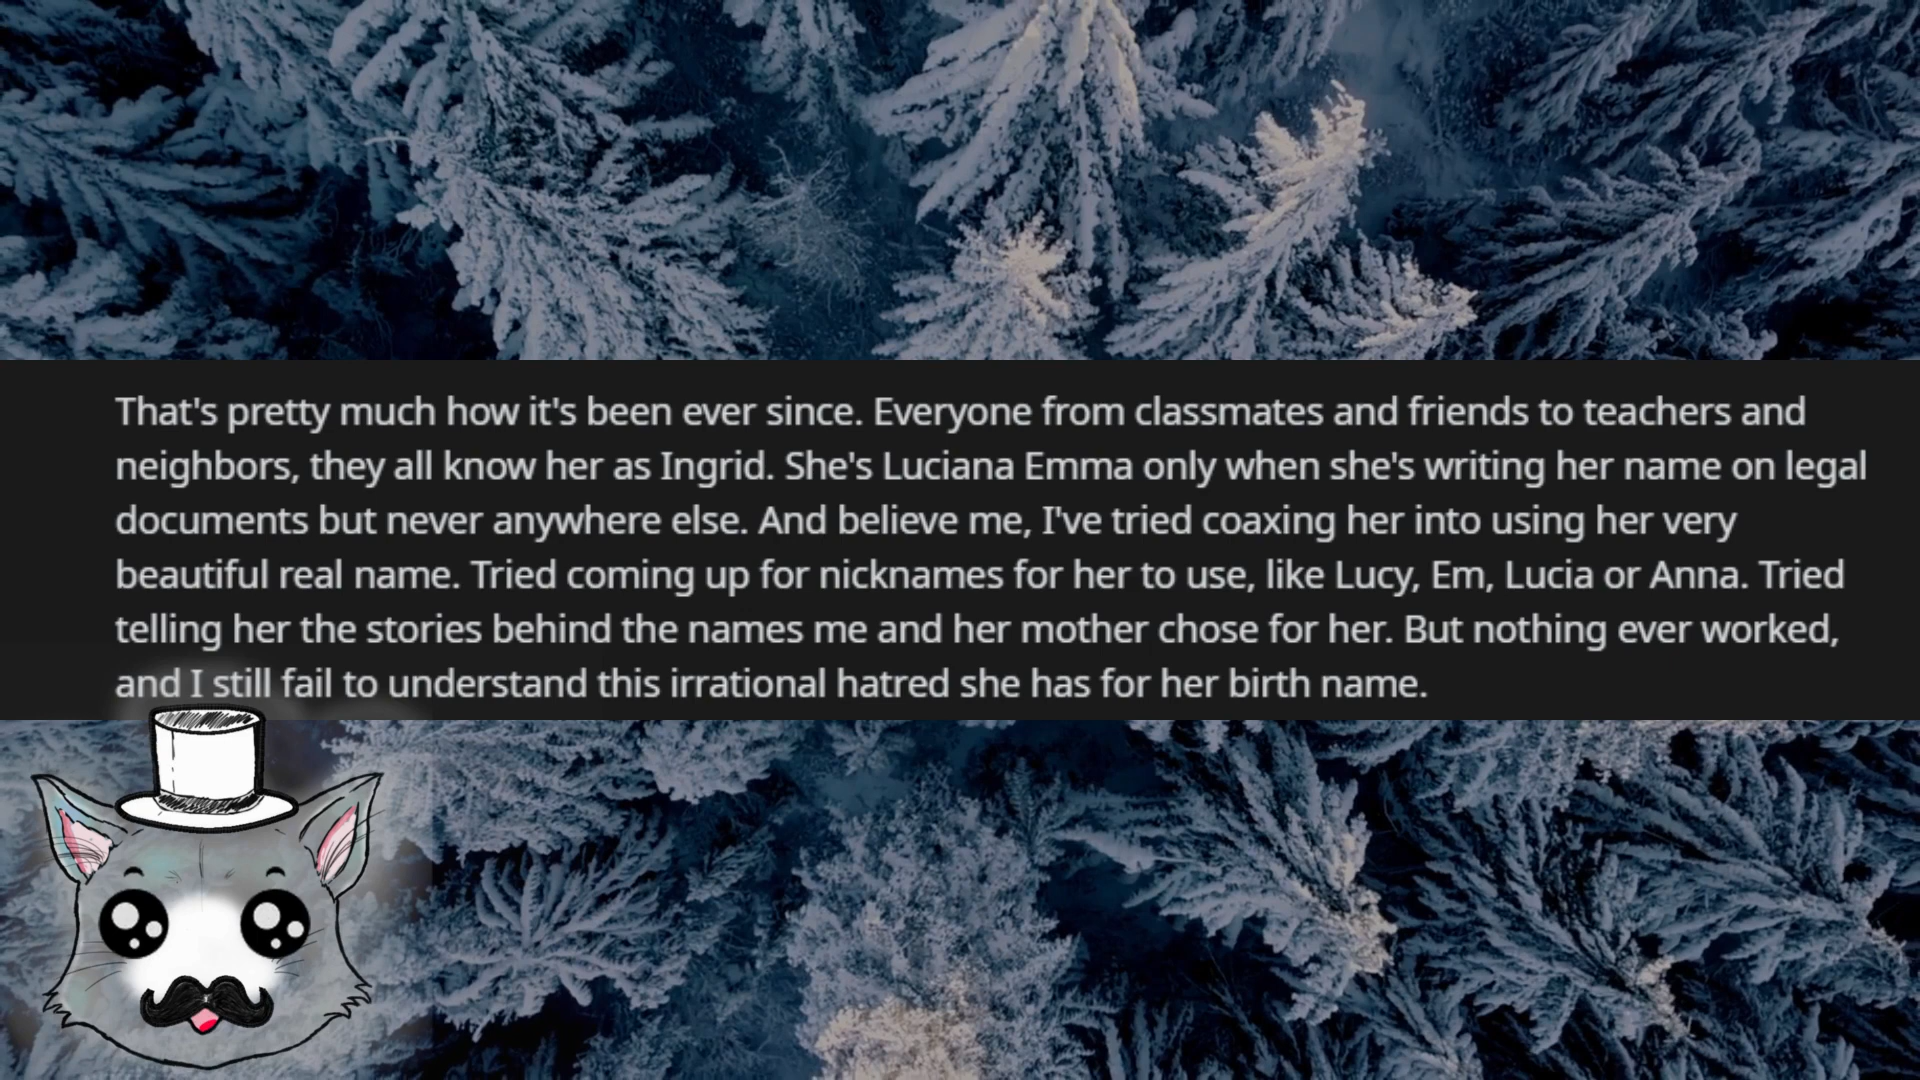 That's pretty much how it's been ever since. Everyone from classmates and friends to teachers and
neighbors, they all know her as Ingrid. She's Luciana Emma only when she's writing her name on legal
documents but never anywhere else. And believe me, I've tried coaxing her into using her very
beautiful real name. Tried coming up for nicknames for her to use, like Lucy, Em, Lucia or Anna. Tried
telling her the stories behind the names me and her mother chose for her. But nothing ever worked,
and I still fail to understand this irrational hatred she has for her birth name.